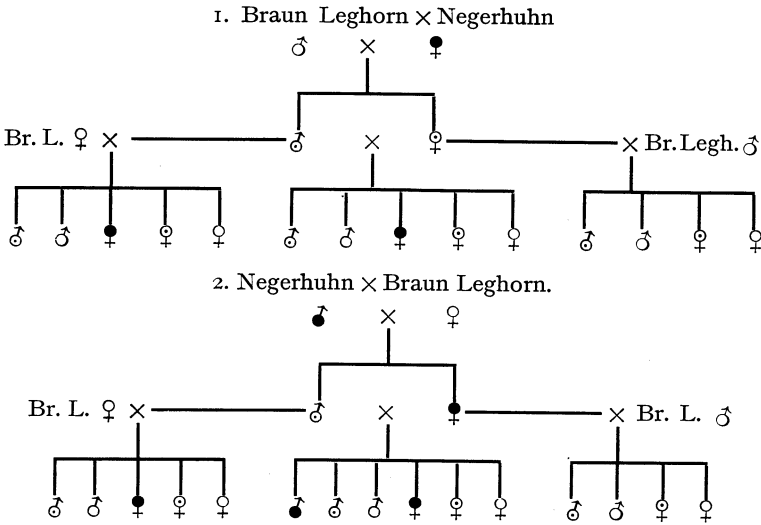 1. Braun Leghorn × Negerhuhn
♂ × ♀
Br. L. ♀ × ♂ × ♀ × Br. Legh. ♂
♂ ♂ ♀ ♀ ♀ ♂ ♂ ♀ ♀ ♀ ♂ ♂ ♀ ♀
2. Negerhuhn × Braun Leghorn.
♂ × ♀
Br. L. ♀ × ♂ × ♀ × Br. L. ♂
♂ ♂ ♀ ♀ ♀ ♂ ♂ ♂ ♀ ♀ ♀ ♂ ♂ ♀ ♀